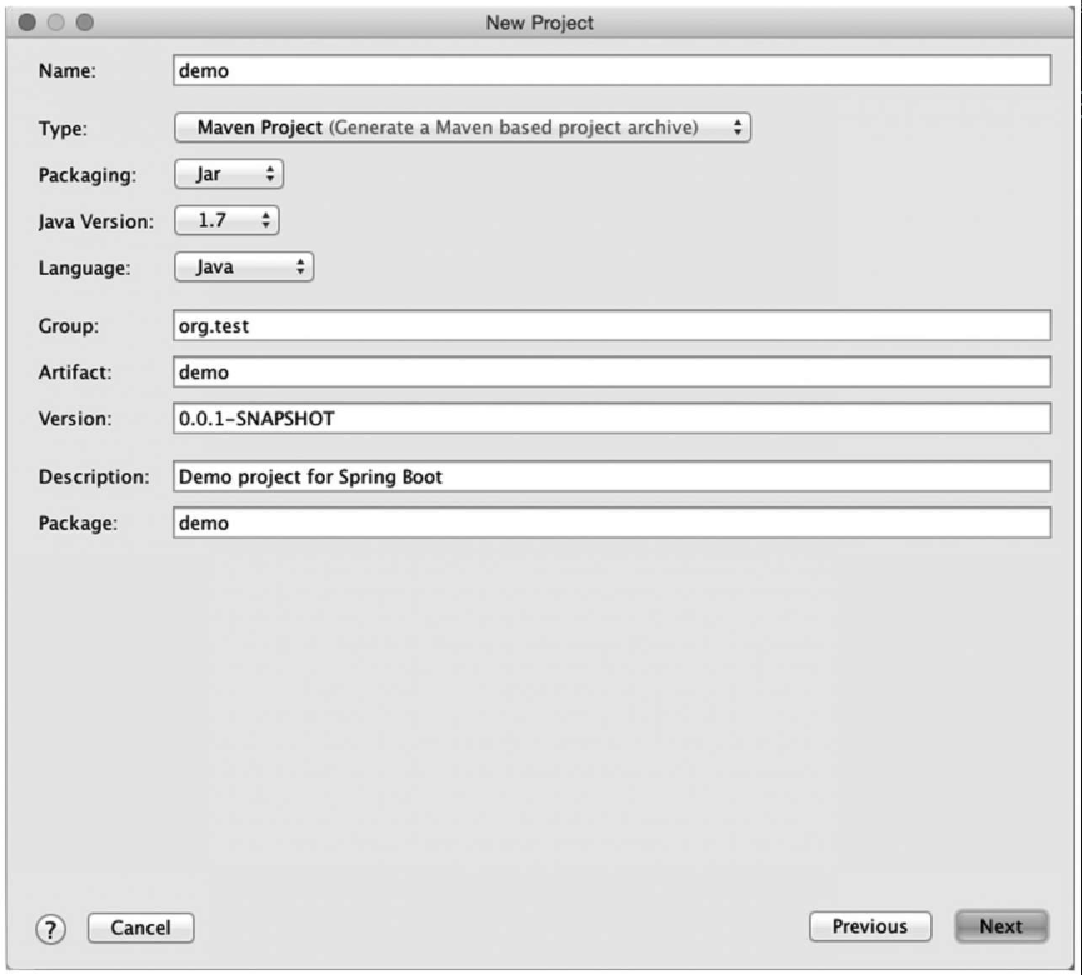 New Project
Name: demo
Type: Maven Project (Generate a Maven based project archive)
Packaging: Jar
Java Version: 1.7
Language: Java
Group: org.test
Artifact: demo
Version: 0.0.1-SNAPSHOT
Description: Demo project for Spring Boot
Package: demo
? Cancel Previous Next